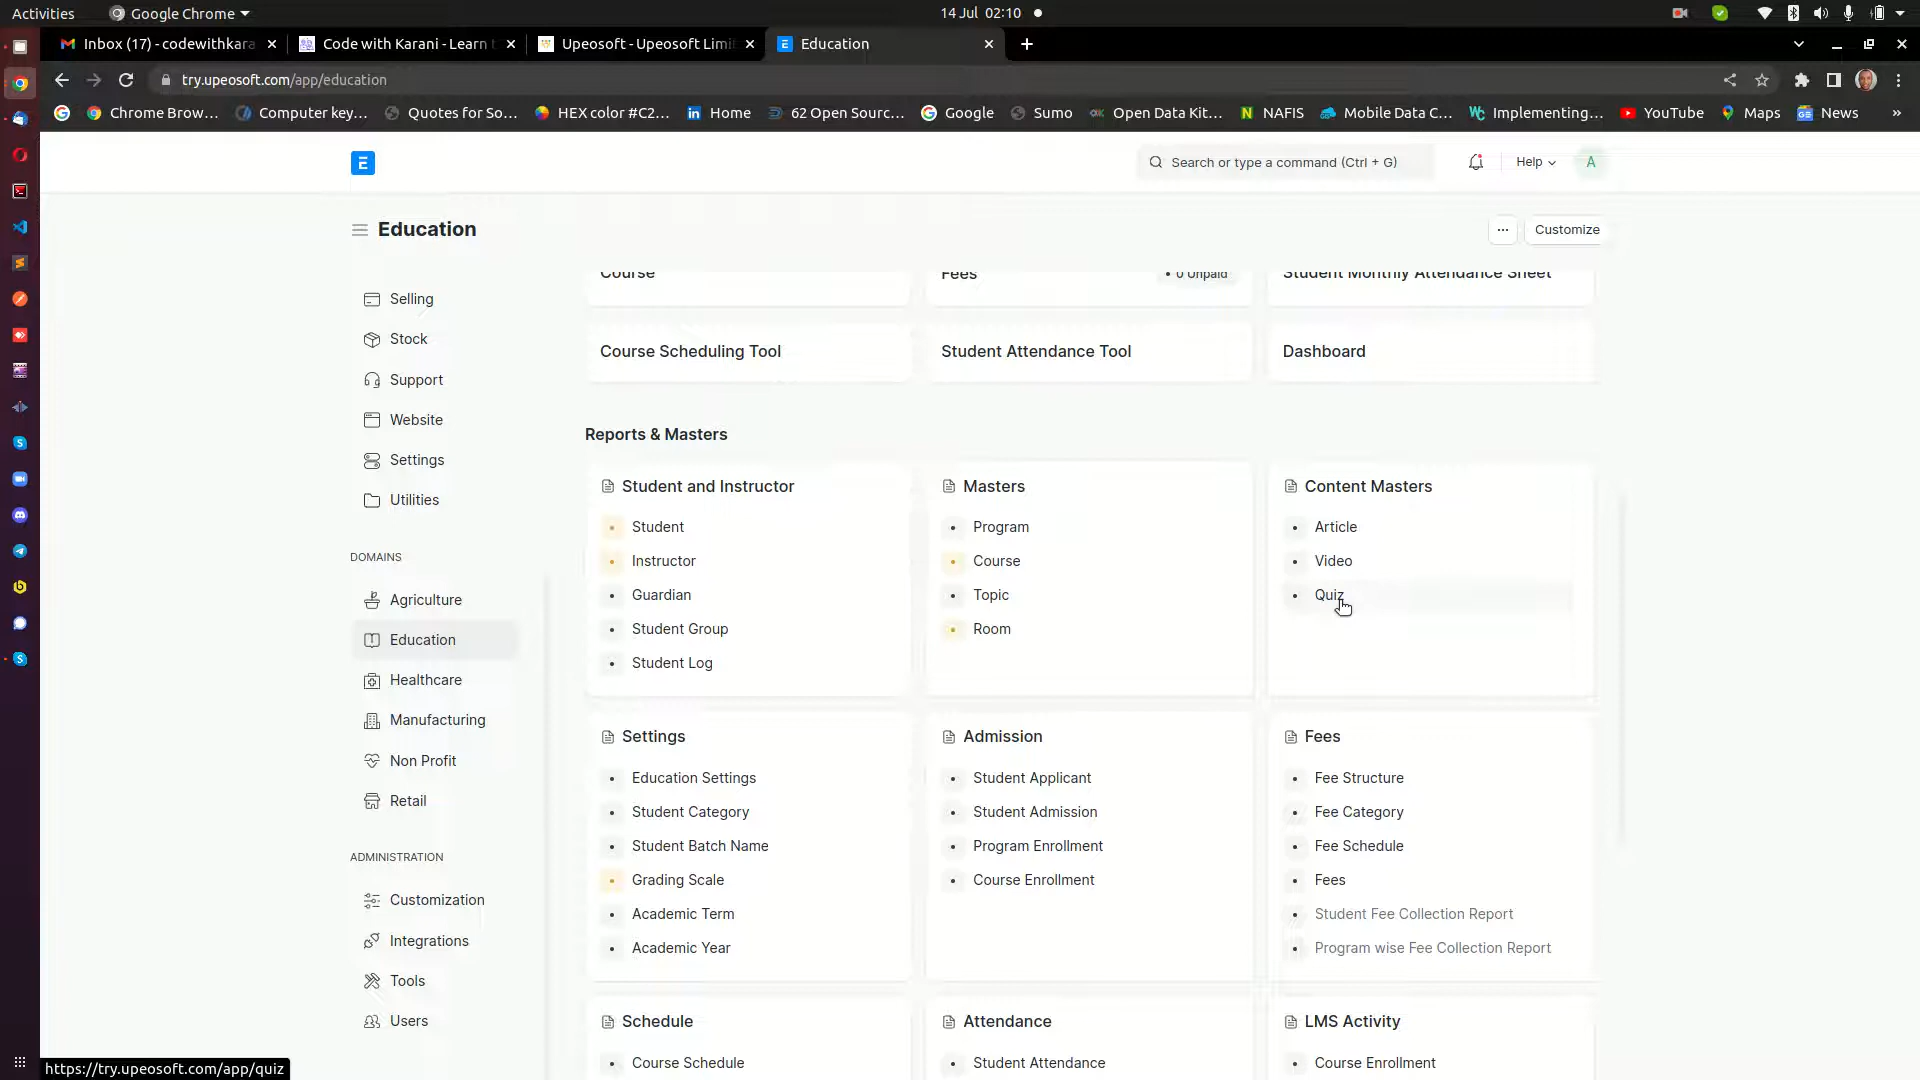 Activities
Google Chrome
14 Jul 02:10
Inbox (17) - codewithkara
Code with Karani - Learn t
Upeosoft - Upeosoft Limi
Education
try.upeosoft.com/app/education
Chrome Brow...
Computer key...
Quotes for So...
HEX color #C2...
Home
62 Open Sourc...
Google
Sumo
Open Data Kit...
NAFIS
Mobile Data C...
Implementing...
YouTube
Maps
News
»
E
Search or type a command (Ctrl + G)
Help
A
Education
...
Customize
Selling
Stock
Support
Website
Settings
Utilities
DOMAINS
Agriculture
Education
Healthcare
Manufacturing
Non Profit
Retail
ADMINISTRATION
Customization
Integrations
Tools
Users
Course
Fees
• 0 Unpaid
Student Monthly Attendance Sheet
Course Scheduling Tool
Student Attendance Tool
Dashboard
Reports & Masters
Student and Instructor
Student
Instructor
Guardian
Student Group
Student Log
Masters
Program
Course
Topic
Room
Content Masters
Article
Video
Quiz
Settings
Education Settings
Student Category
Student Batch Name
Grading Scale
Academic Term
Academic Year
Admission
Student Applicant
Student Admission
Program Enrollment
Course Enrollment
Fees
Fee Structure
Fee Category
Fee Schedule
Fees
Student Fee Collection Report
Program wise Fee Collection Report
Schedule
Course Schedule
Attendance
Student Attendance
LMS Activity
Course Enrollment
https://try.upeosoft.com/app/quiz